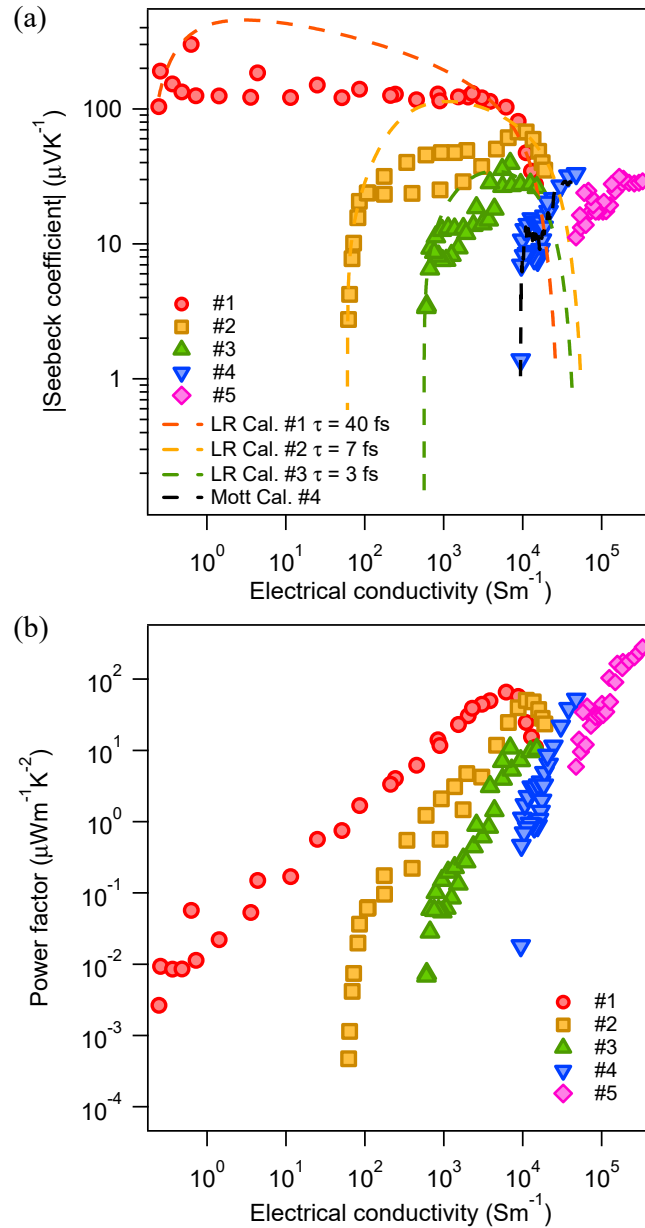 (a)
|Seebeck coefficient| (μVK⁻¹)
100
10
1
#1
#2
#3
#4
#5
LR Cal. #1 τ = 40 fs
LR Cal. #2 τ = 7 fs
LR Cal. #3 τ = 3 fs
Mott Cal. #4
10⁰ 10¹ 10² 10³ 10⁴ 10⁵
Electrical conductivity (Sm⁻¹)
(b)
Power factor (μWm⁻¹K⁻²)
10²
10¹
10⁰
10⁻¹
10⁻²
10⁻³
10⁻⁴
#1
#2
#3
#4
#5
10⁰ 10¹ 10² 10³ 10⁴ 10⁵
Electrical conductivity (Sm⁻¹)